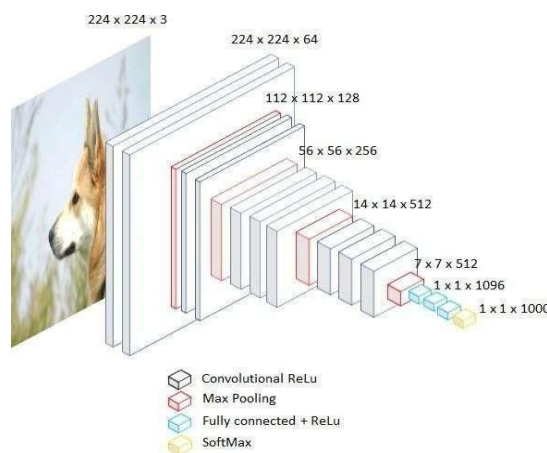 224 x 224 x 3
224 x 224 x 64
112 x 112 x 128
56 x 56 x 256
14 x 14 x 512
7 x 7 x 512
1 x 1 x 1096
1 x 1 x 1000
Convolutional ReLu
Max Pooling
Fully connected + ReLu
SoftMax